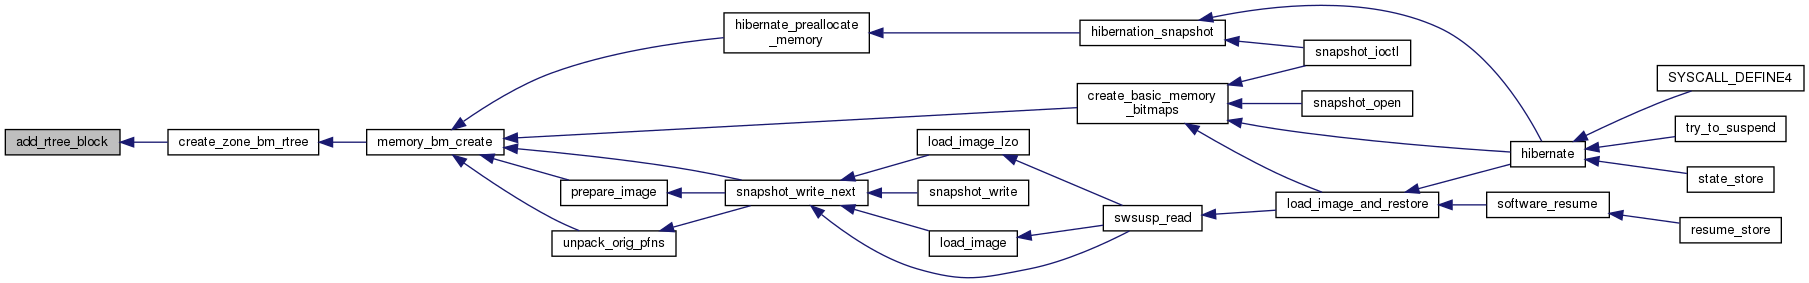 add_rtree_block
create_zone_bm_rtree
memory_bm_create
hibernate_preallocate
_memory
prepare_image
unpack_orig_pfns
snapshot_write_next
load_image_lzo
snapshot_write
load_image
hibernation_snapshot
create_basic_memory
_bitmaps
swsusp_read
snapshot_ioctl
snapshot_open
load_image_and_restore
hibernate
software_resume
SYSCALL_DEFINE4
try_to_suspend
state_store
resume_store